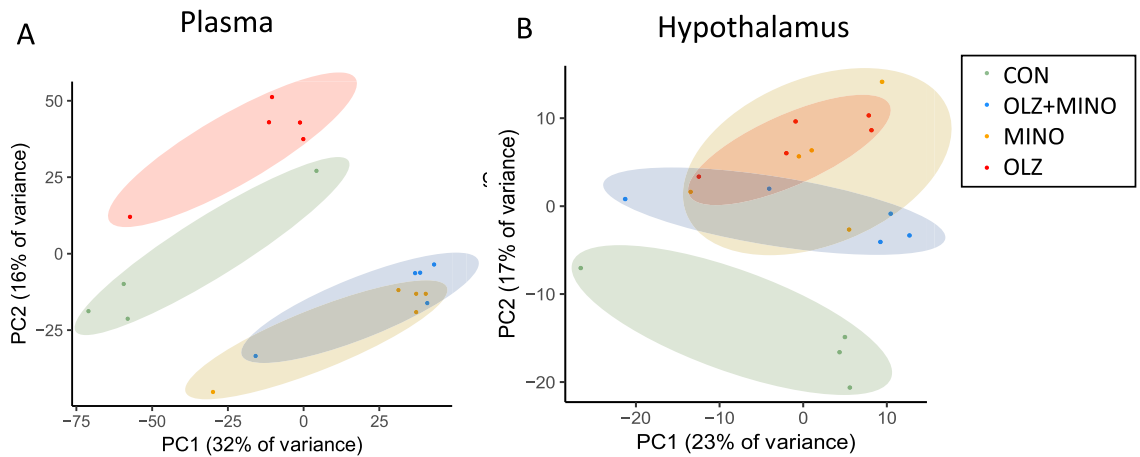 A
Plasma
50
25
0
−25
−75
−50
−25
0
25
PC1 (32% of variance)
PC2 (16% of variance)
B
Hypothalamus
10
0
−10
−20
−20
−10
0
10
PC1 (23% of variance)
PC2 (17% of variance)
CON
OLZ+MINO
MINO
OLZ